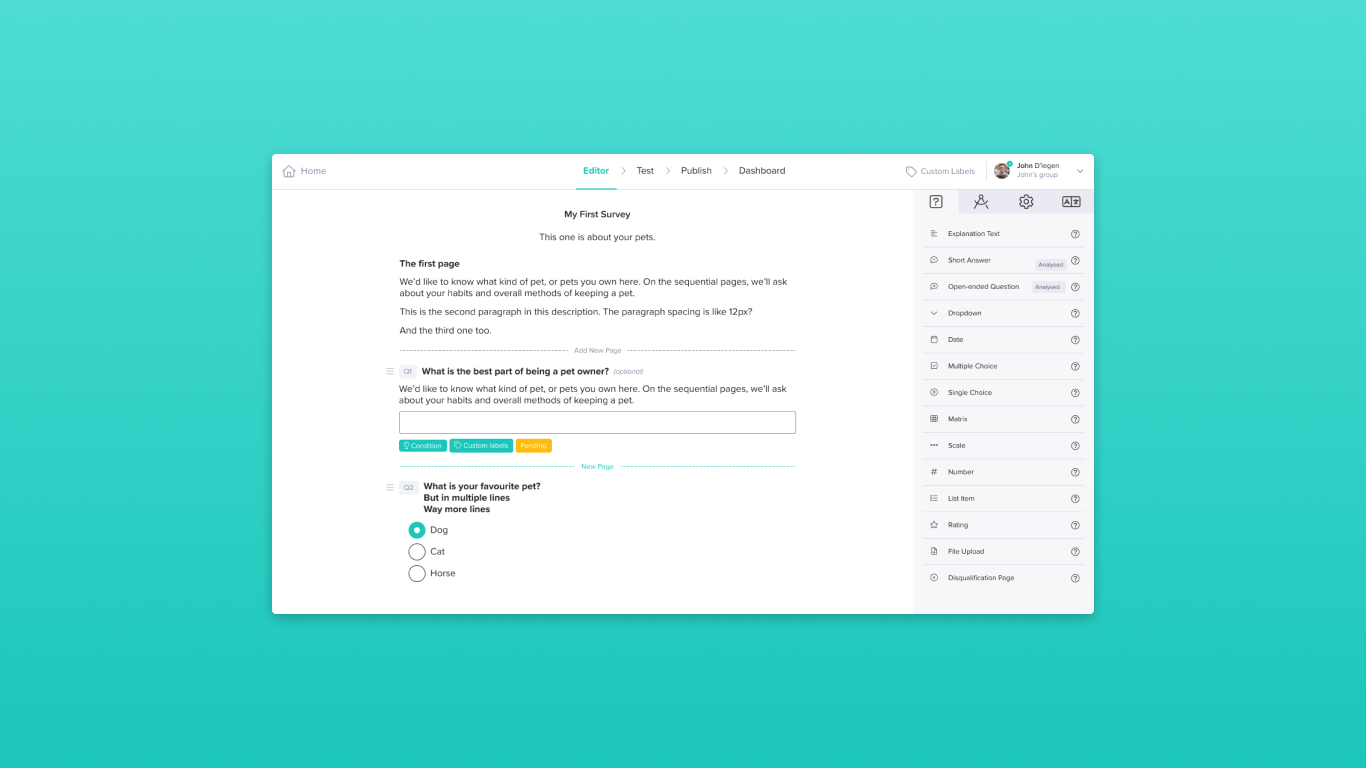 Home
Editor
Test
Publish
Dashboard
Custom Labels
John D'legen
John's group
My First Survey
This one is about your pets.
The first page
We'd like to know what kind of pet, or pets you own here. On the sequential pages, we'll ask
about your habits and overall methods of keeping a pet.
This is the second paragraph in this description. The paragraph spacing is like 12px?
And the third one too.
Add New Page
Q1 What is the best part of being a pet owner? (optional)
We'd like to know what kind of pet, or pets you own here. On the sequential pages, we'll ask
about your habits and overall methods of keeping a pet.
Condition
Custom labels
Pending
New Page
Q2 What is your favourite pet?
But in multiple lines
Way more lines
Dog
Cat
Horse
Explanation Text
Short Answer Analysed
Open-ended Question Analysed
Dropdown
Date
Multiple Choice
Single Choice
Matrix
Scale
Number
List Item
Rating
File Upload
Disqualification Page